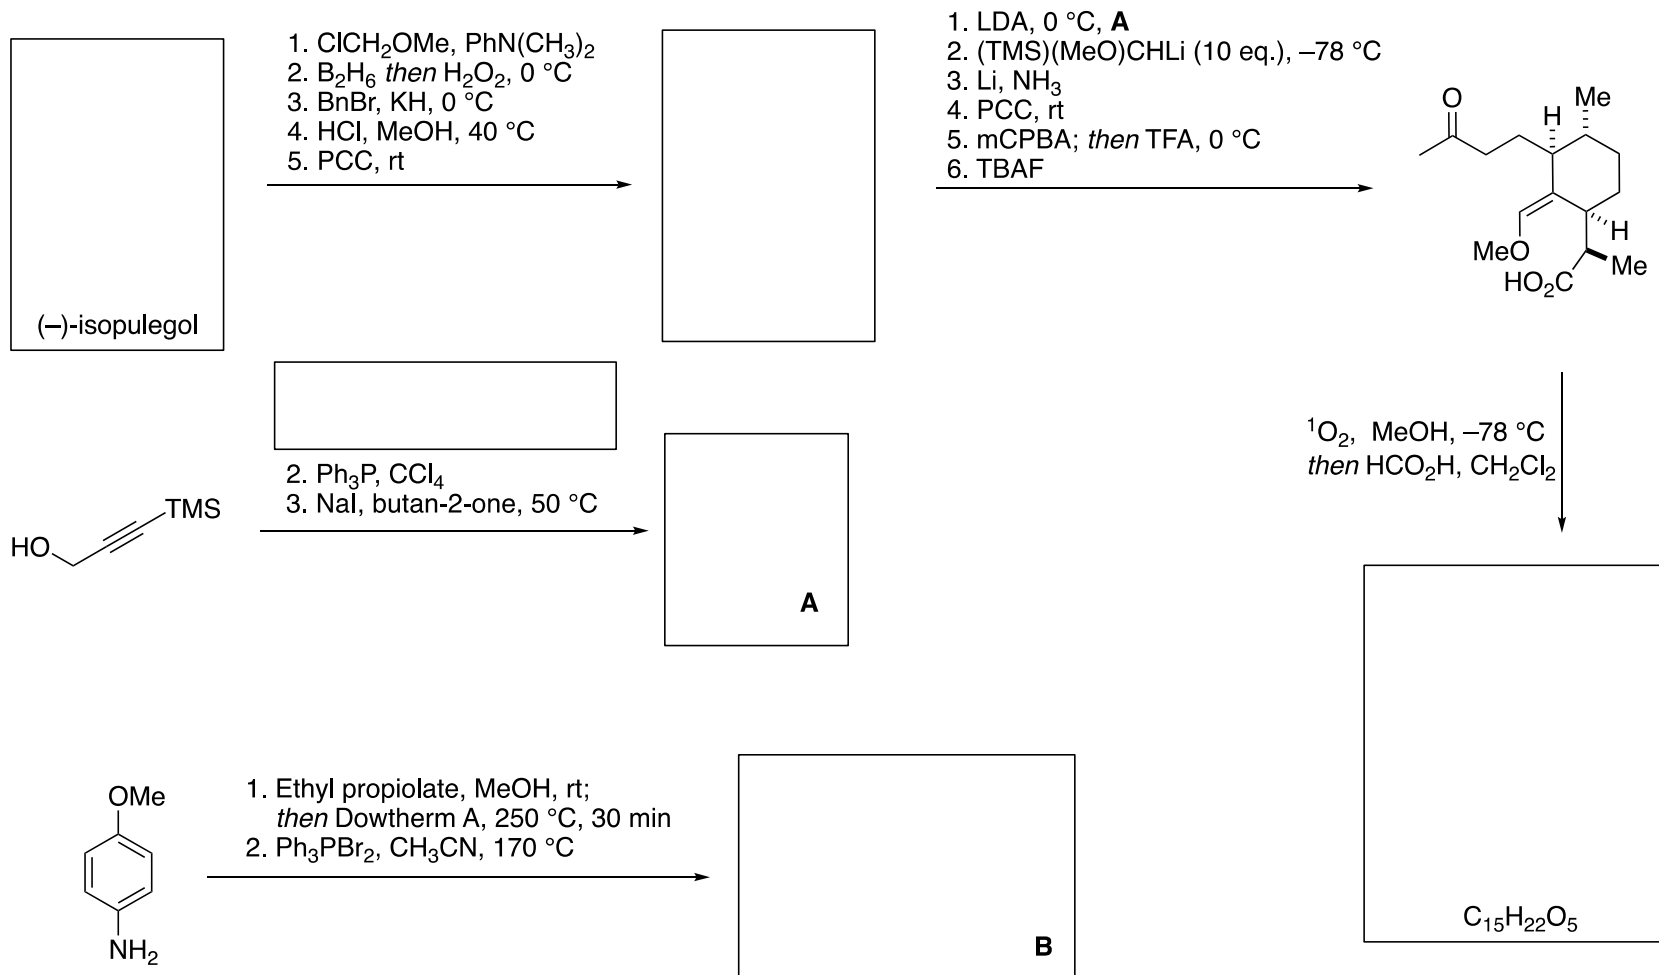 (–)-isopulegol
1. ClCH₂OMe, PhN(CH₃)₂
2. B₂H₆ then H₂O₂, 0 °C
3. BnBr, KH, 0 °C
4. HCl, MeOH, 40 °C
5. PCC, rt
1. LDA, 0 °C, A
2. (TMS)(MeO)CHLi (10 eq.), –78 °C
3. Li, NH₃
4. PCC, rt
5. mCPBA; then TFA, 0 °C
6. TBAF
O
H
Me
H
MeO
Me
HO₂C
HO
TMS
2. Ph₃P, CCl₄
3. NaI, butan-2-one, 50 °C
A
¹O₂, MeOH, –78 °C
then HCO₂H, CH₂Cl₂
C₁₅H₂₂O₅
OMe
NH₂
1. Ethyl propiolate, MeOH, rt;
then Dowtherm A, 250 °C, 30 min
2. Ph₃PBr₂, CH₃CN, 170 °C
B